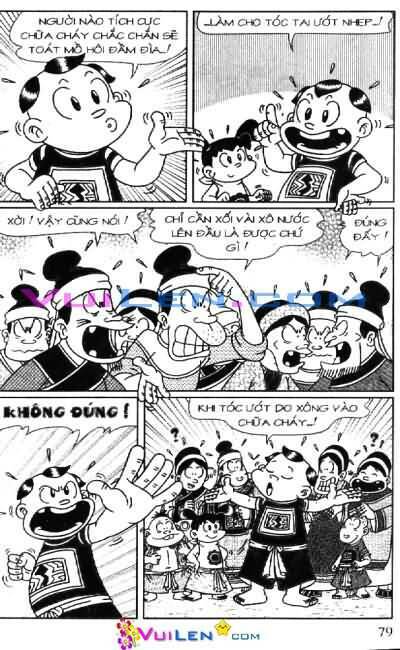 NGƯỜI NÀO TÍCH CỰC
CHỮA CHÁY CHẮC CHẮN SẼ
TOÁT MỒ HÔI ĐẦM ĐÌA...!
...LÀM CHO TÓC TAI ƯỚT NHẸP...!
XỜI! VẬY CŨNG NÓI!
CHỈ CẦN XỐI VÀI XÔ NƯỚC
LÊN ĐẦU LÀ ĐƯỢC CHỨ
GÌ!
ĐÚNG
ĐẤY!
VUILEN.COM
KHÔNG ĐÚNG!
KHI TÓC ƯỚT DO XÔNG VÀO
CHỮA CHÁY...!
? ? ?
79
VUILEN.COM